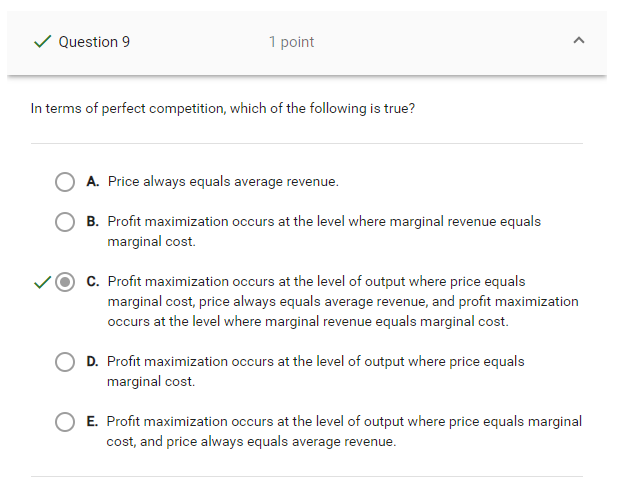 Question 9 1 point
In terms of perfect competition, which of the following is true?
A. Price always equals average revenue.
B. Profit maximization occurs at the level where marginal revenue equals
marginal cost.
C. Profit maximization occurs at the level of output where price equals
marginal cost, price always equals average revenue, and profit maximization
occurs at the level where marginal revenue equals marginal cost.
D. Profit maximization occurs at the level of output where price equals
marginal cost.
E. Profit maximization occurs at the level of output where price equals marginal
cost, and price always equals average revenue.